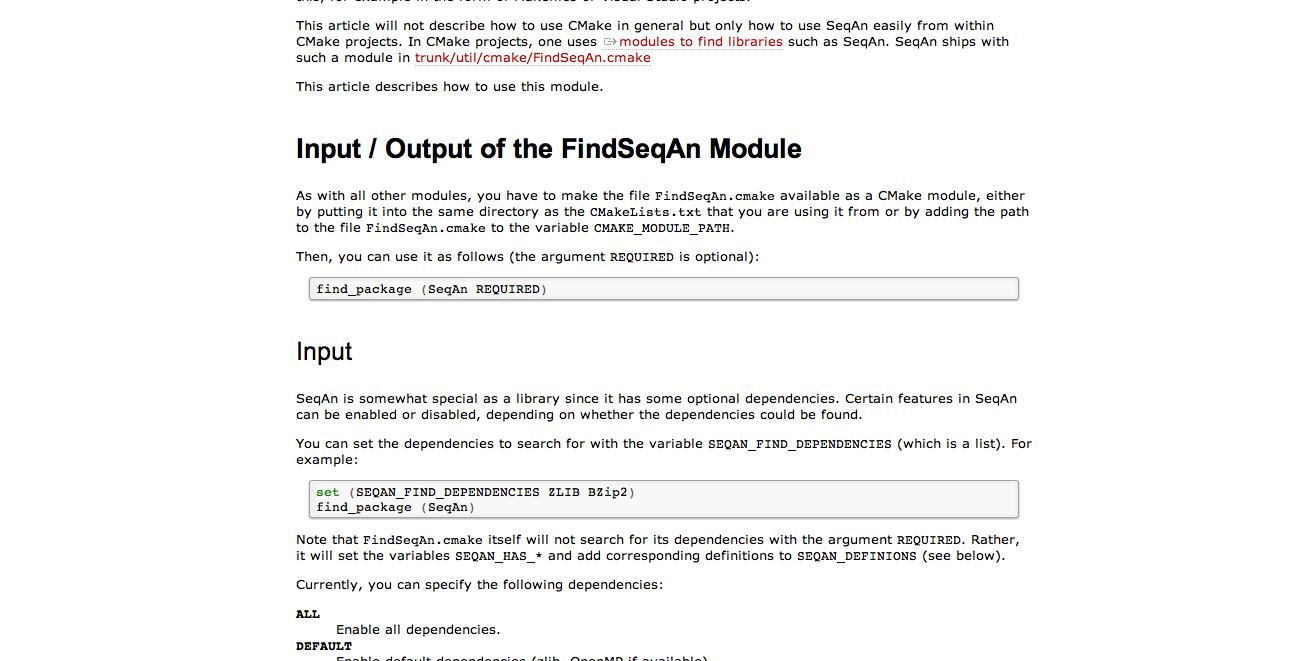 This article will not describe how to use CMake in general but only how to use SeqAn easily from within
CMake projects. In CMake projects, one uses modules to find libraries such as SeqAn. SeqAn ships with
such a module in trunk/util/cmake/FindSeqAn.cmake
This article describes how to use this module.
Input / Output of the FindSeqAn Module
As with all other modules, you have to make the file FindSeqAn.cmake available as a CMake module, either
by putting it into the same directory as the CMakeLists.txt that you are using it from or by adding the path
to the file FindSeqAn.cmake to the variable CMAKE_MODULE_PATH.
Then, you can use it as follows (the argument REQUIRED is optional):
find_package (SeqAn REQUIRED)
Input
SeqAn is somewhat special as a library since it has some optional dependencies. Certain features in SeqAn
can be enabled or disabled, depending on whether the dependencies could be found.
You can set the dependencies to search for with the variable SEQAN_FIND_DEPENDENCIES (which is a list). For
example:
set (SEQAN_FIND_DEPENDENCIES ZLIB BZip2)
find_package (SeqAn)
Note that FindSeqAn.cmake itself will not search for its dependencies with the argument REQUIRED. Rather,
it will set the variables SEQAN_HAS_* and add corresponding definitions to SEQAN_DEFINIONS (see below).
Currently, you can specify the following dependencies:
ALL
Enable all dependencies.
DEFAULT
Enable default dependencies (zlib, OpenMP if available)